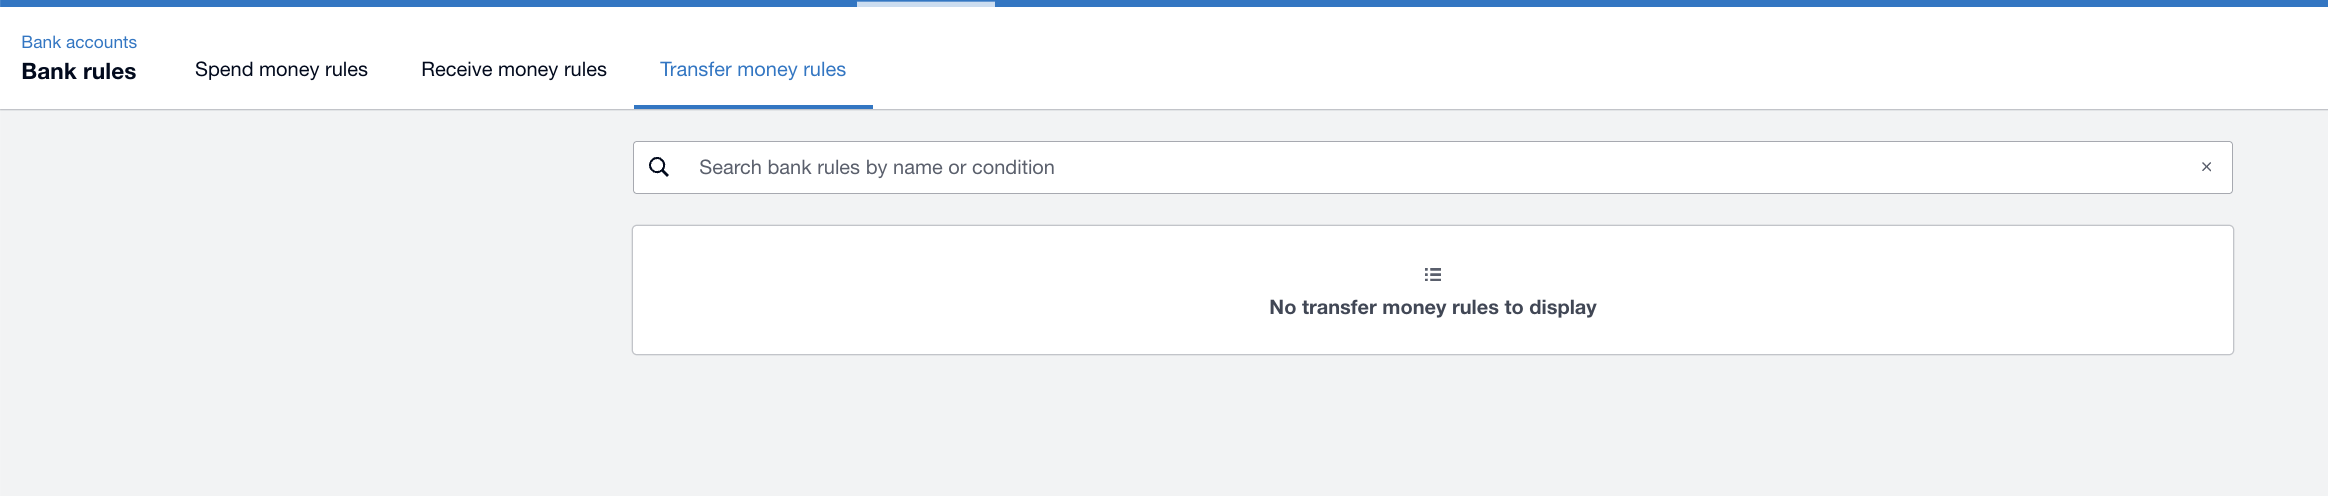 Bank accounts
Bank rules
Spend money rules
Receive money rules
Transfer money rules
Search bank rules by name or condition
No transfer money rules to display